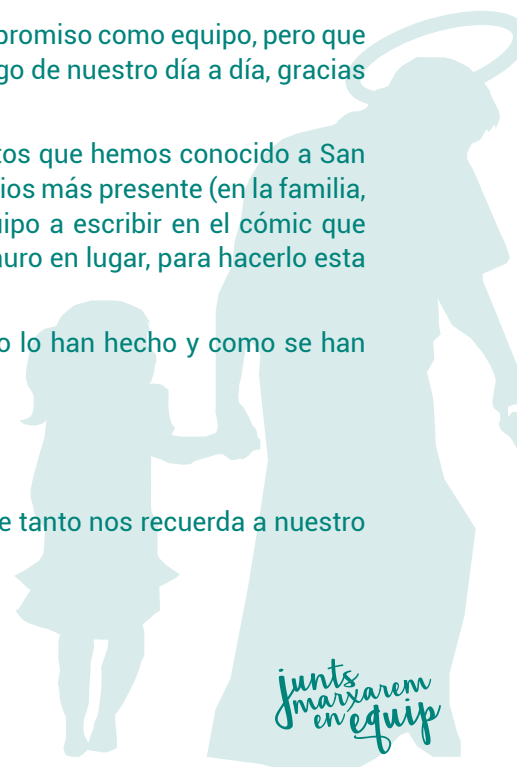 promiso como equipo, pero que
go de nuestro día a día, gracias
tos que hemos conocido a San
ios más presente (en la familia,
uipo a escribir en el cómic que
auro en lugar, para hacerlo esta
o lo han hecho y como se han
e tanto nos recuerda a nuestro
junts
marxarem
en equip